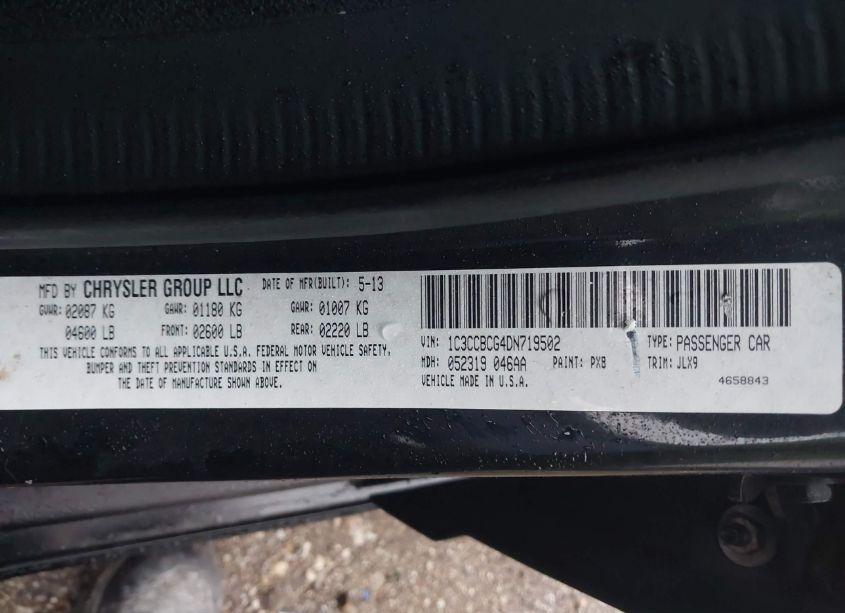 MFD BY CHRYSLER GROUP LLC DATE OF MFR(BUILT): 5-13
GVWR: 02087 KG GAWR: 01180 KG GAWR: 01007 KG
04600 LB FRONT: 02600 LB REAR: 02220 LB
THIS VEHICLE CONFORMS TO ALL APPLICABLE U.S.A. FEDERAL MOTOR VEHICLE SAFETY,
BUMPER AND THEFT PREVENTION STANDARDS IN EFFECT ON
THE DATE OF MANUFACTURE SHOWN ABOVE.
VIN: 1C3CCBCG4DN719502 TYPE: PASSENGER CAR
MDH: 052319 046AA PAINT: PX8 TRIM: JLX9
VEHICLE MADE IN U.S.A. 4658843